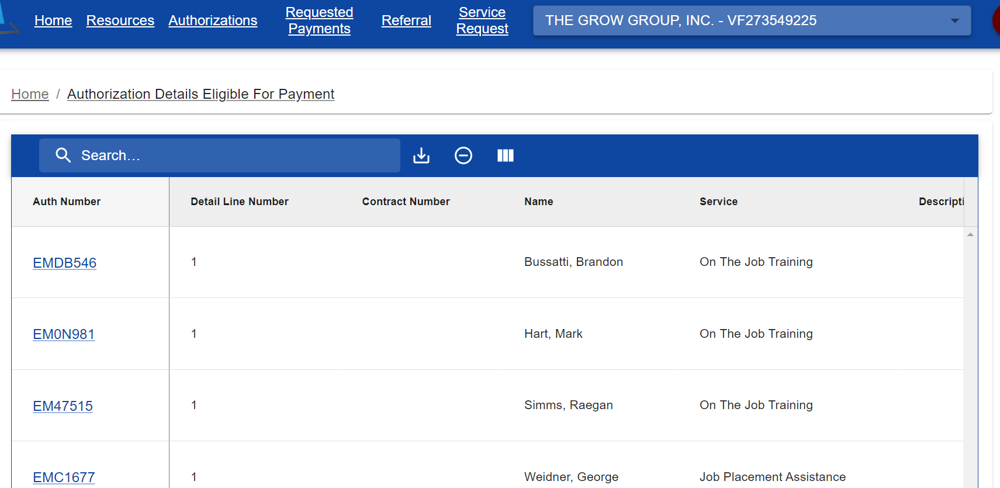 Home Resources Authorizations Requested Payments Referral Service Request THE GROW GROUP, INC. - VF273549225
Home / Authorization Details Eligible For Payment
Search...
Auth Number Detail Line Number Contract Number Name Service Descripti
EMDB546 1 Bussatti, Brandon On The Job Training
EM0N981 1 Hart, Mark On The Job Training
EM47515 1 Simms, Raegan On The Job Training
EMC1677 1 Weidner, George Job Placement Assistance